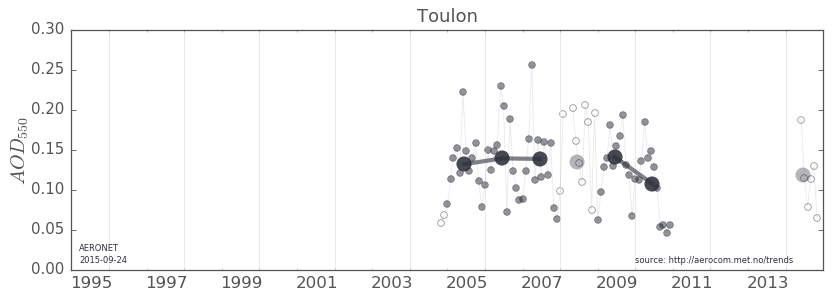 Toulon
0.30
0.25
0.20
0.15
0.10
0.05
0.00
AOD550
AERONET
2015-09-24
source: http://aerocom.met.no/trends
1995 1997 1999 2001 2003 2005 2007 2009 2011 2013